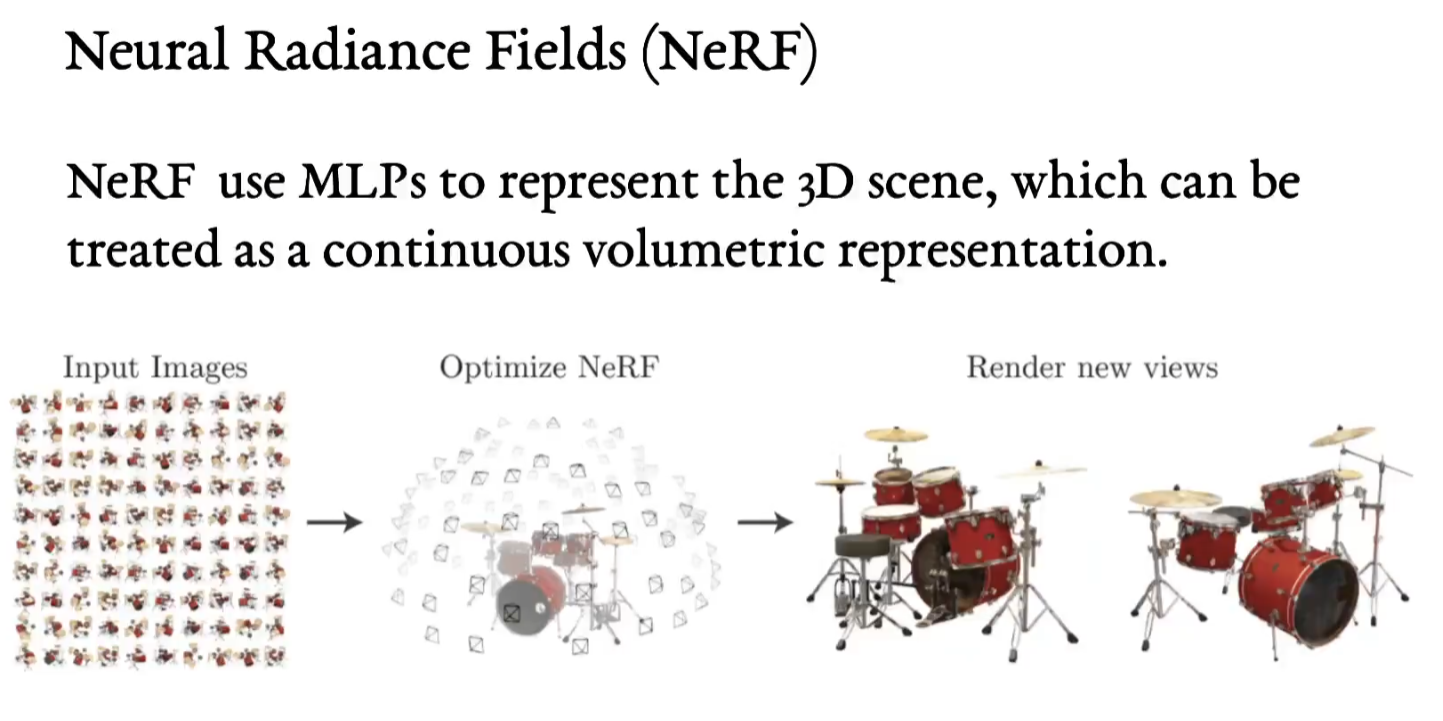 Neural Radiance Fields (NeRF)
NeRF use MLPs to represent the 3D scene, which can be
treated as a continuous volumetric representation.
Input Images
Optimize NeRF
Render new views